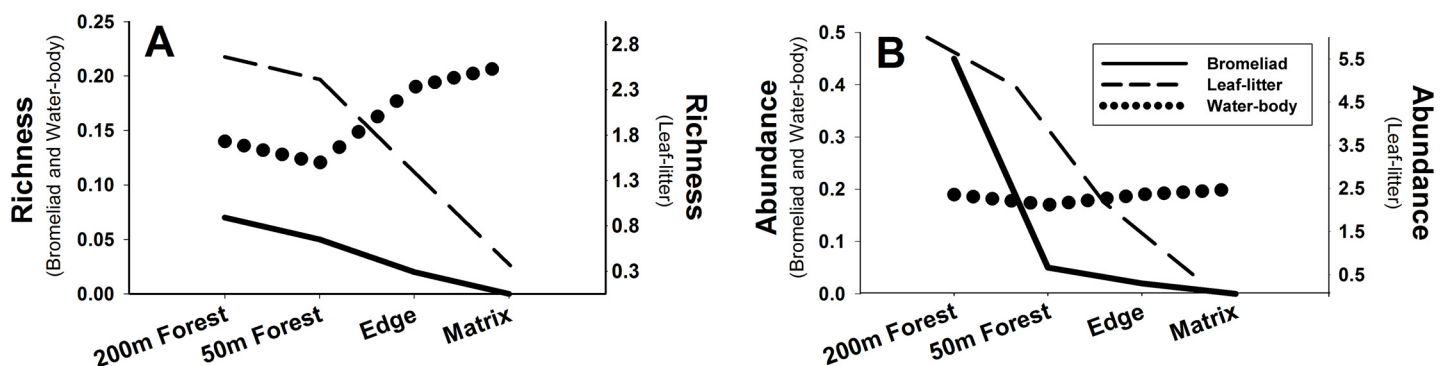 A
Richness
(Bromeliad and Water-body)
0.25
0.20
0.15
0.10
0.05
0.00
2.8
2.3
1.8
1.3
0.8
0.3
Richness
(Leaf-litter)
200m Forest
50m Forest
Edge
Matrix
B
Abundance
(Bromeliad and Water-body)
0.5
0.4
0.3
0.2
0.1
0.0
Bromeliad
Leaf-litter
Water-body
5.5
4.5
3.5
2.5
1.5
0.5
Abundance
(Leaf-litter)
200m Forest
50m Forest
Edge
Matrix